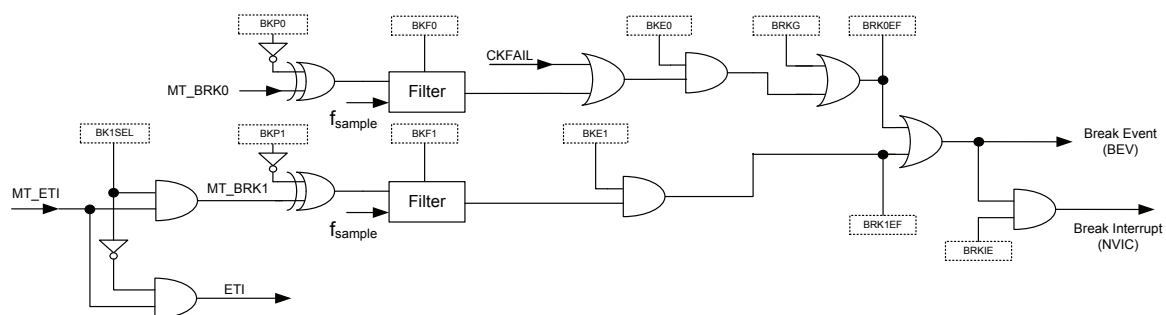 BKP0
BKF0
BKE0
BRKG
BRK0EF
CKFAIL
MT_BRK0
Filter
fsample
BK1SEL
BKP1
BKF1
BKE1
Break Event
(BEV)
MT_ETI
MT_BRK1
Filter
fsample
BRK1EF
BRKIE
Break Interrupt
(NVIC)
ETI